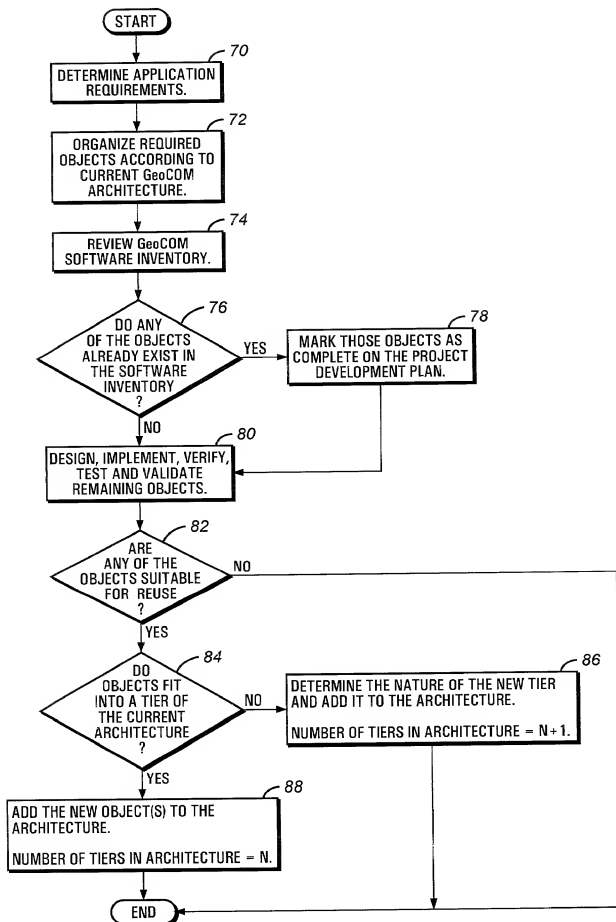 START
70
DETERMINE APPLICATION
REQUIREMENTS.
72
ORGANIZE REQUIRED
OBJECTS ACCORDING TO
CURRENT GeoCOM
ARCHITECTURE.
74
REVIEW GeoCOM
SOFTWARE INVENTORY.
76
DO ANY
OF THE OBJECTS
ALREADY EXIST IN
THE SOFTWARE
INVENTORY
?
YES
78
MARK THOSE OBJECTS AS
COMPLETE ON THE PROJECT
DEVELOPMENT PLAN.
NO
80
DESIGN, IMPLEMENT, VERIFY,
TEST AND VALIDATE
REMAINING OBJECTS.
82
ARE
ANY OF THE
OBJECTS SUITABLE
FOR REUSE
?
NO
YES
84
DO
OBJECTS FIT
INTO A TIER OF
THE CURRENT
ARCHITECTURE
?
NO
86
DETERMINE THE NATURE OF THE NEW TIER
AND ADD IT TO THE ARCHITECTURE.
NUMBER OF TIERS IN ARCHITECTURE = N+1.
YES
88
ADD THE NEW OBJECT(S) TO THE
ARCHITECTURE.
NUMBER OF TIERS IN ARCHITECTURE = N.
END